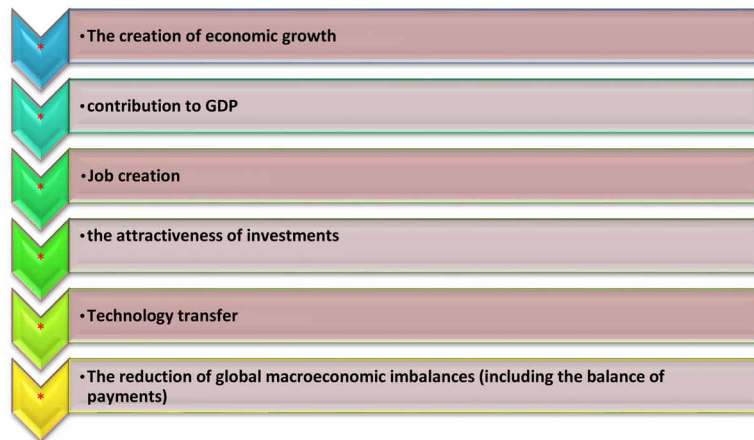 * •The creation of economic growth
* •contribution to GDP
* •Job creation
* •the attractiveness of investments
* •Technology transfer
* •The reduction of global macroeconomic imbalances (including the balance of
payments)